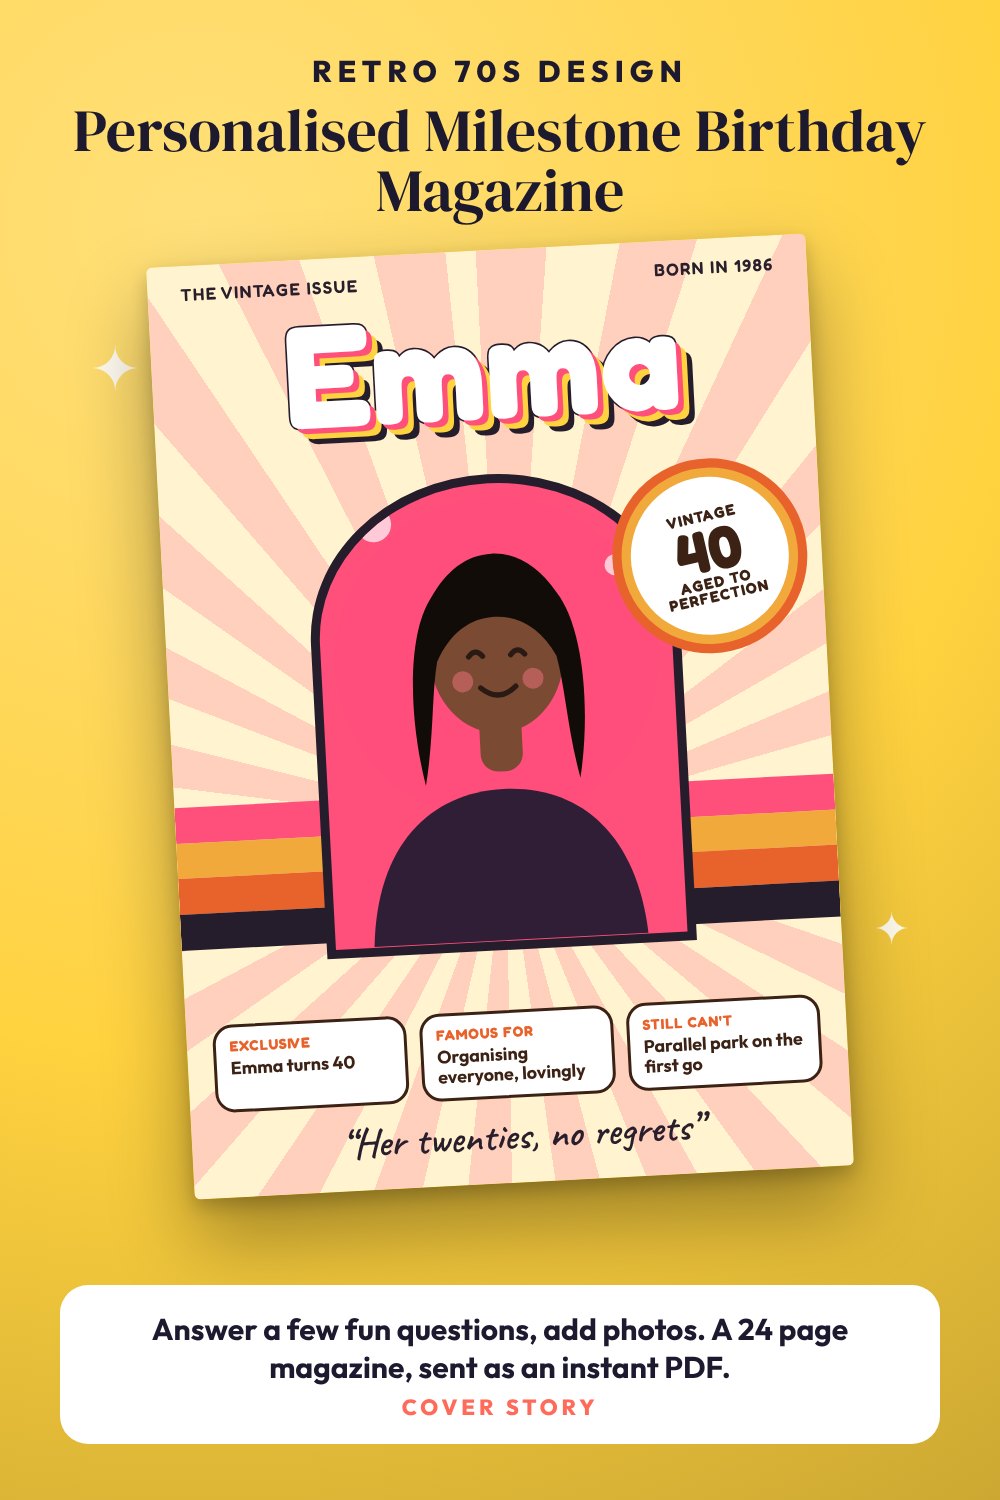 RETRO 70S DESIGN
Personalised Milestone Birthday
Magazine
THE VINTAGE ISSUE
BORN IN 1986
Emma
VINTAGE
40
AGED TO
PERFECTION
EXCLUSIVE
Emma turns 40
FAMOUS FOR
Organising
everyone, lovingly
STILL CAN'T
Parallel park on the
first go
“Her twenties, no regrets”
Answer a few fun questions, add photos. A 24 page
magazine, sent as an instant PDF.
COVER STORY